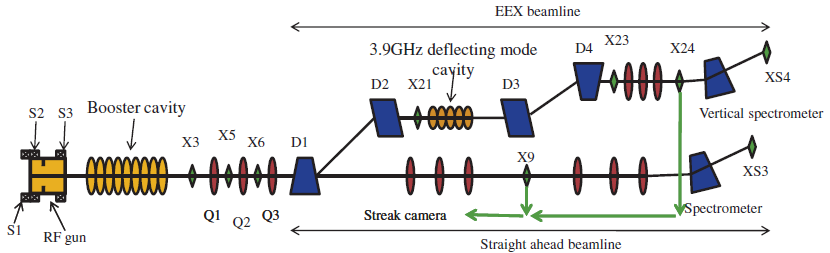 EEX beamline
3.9GHz deflecting mode
cavity
D4
X23
X24
D2
X21
D3
XS4
S2
S3
Booster cavity
Vertical spectrometer
X3
X5
X6
D1
X9
XS3
Q1
Q2
Q3
Streak camera
Spectrometer
S1
RF gun
Straight ahead beamline